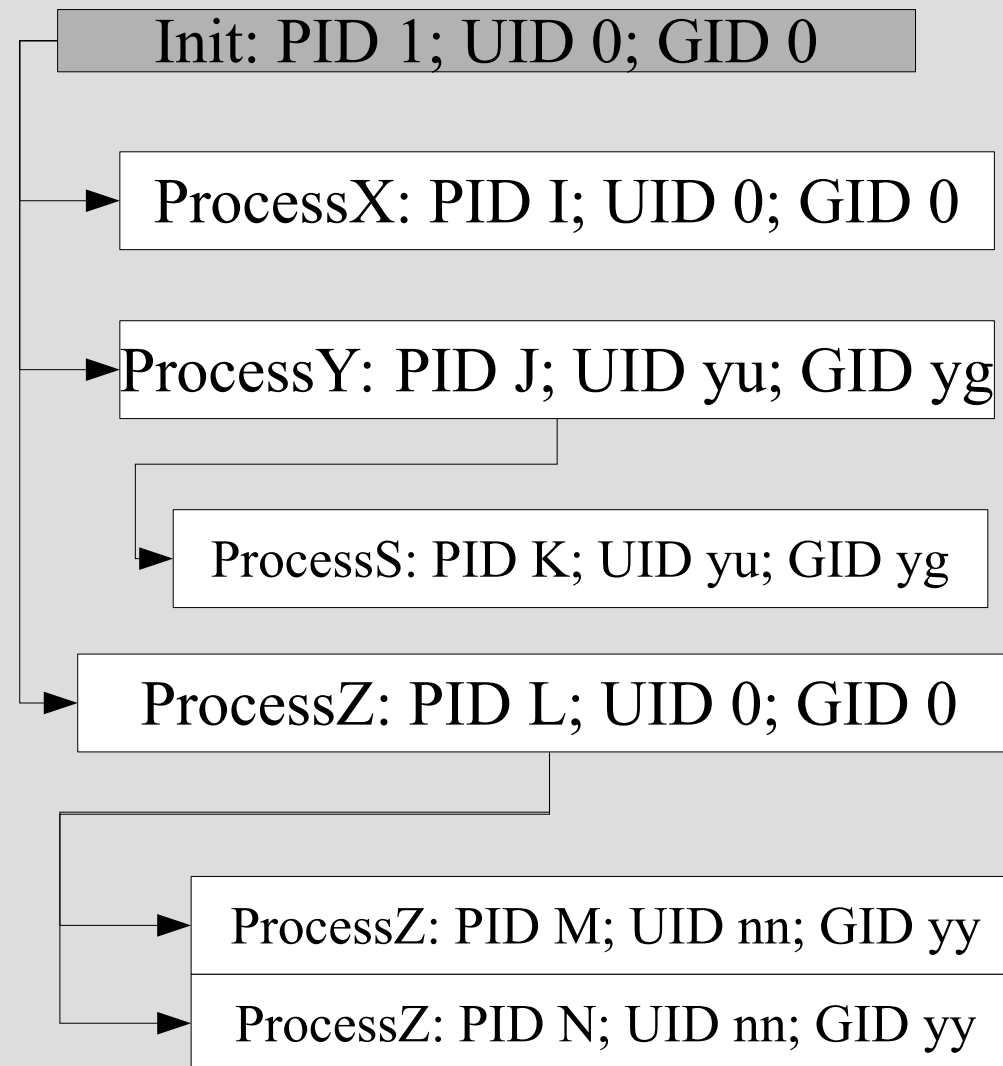 Init: PID 1; UID 0; GID 0
ProcessX: PID I; UID 0; GID 0
ProcessY: PID J; UID yu; GID yg
ProcessS: PID K; UID yu; GID yg
ProcessZ: PID L; UID 0; GID 0
ProcessZ: PID M; UID nn; GID yy
ProcessZ: PID N; UID nn; GID yy